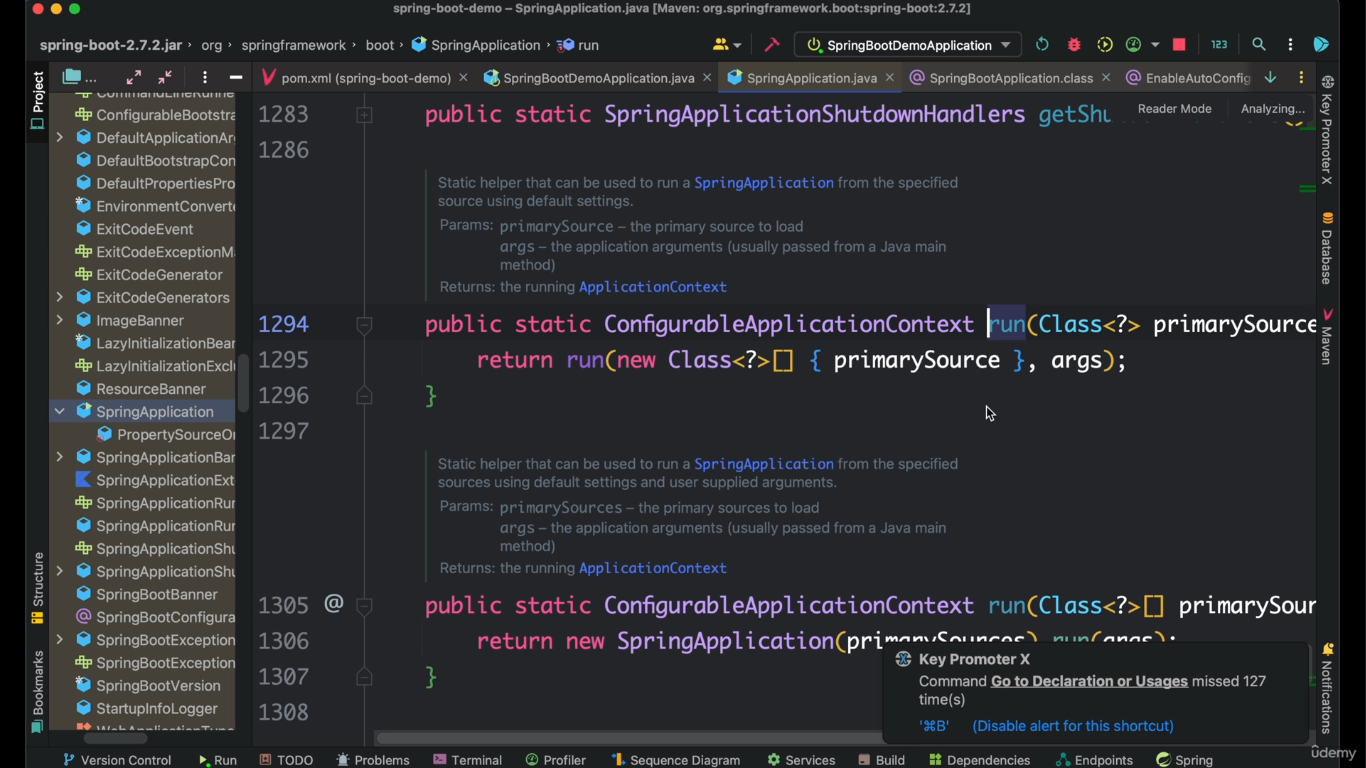 spring-boot-demo – SpringApplication.java [Maven: org.springframework.boot:spring-boot:2.7.2]
spring-boot-2.7.2.jar › org › springframework › boot › SpringApplication › run
SpringBootDemoApplication
123
Project
...
pom.xml (spring-boot-demo) ×
SpringBootDemoApplication.java ×
SpringApplication.java ×
SpringBootApplication.class ×
EnableAutoConfig
Reader Mode
Analyzing...
ConfigurableBootstra
DefaultApplicationAr
DefaultBootstrapCon
DefaultPropertiesPro
EnvironmentConverte
ExitCodeEvent
ExitCodeExceptionMa
ExitCodeGenerator
ExitCodeGenerators
ImageBanner
LazyInitializationBear
LazyInitializationExcl
ResourceBanner
SpringApplication
PropertySourceOr
SpringApplicationBar
SpringApplicationExt
SpringApplicationRur
SpringApplicationRur
SpringApplicationShu
SpringApplicationShu
SpringBootBanner
SpringBootConfigura
SpringBootException
SpringBootException
SpringBootVersion
StartupInfoLogger
1283 public static SpringApplicationShutdownHandlers getShu
1286
Static helper that can be used to run a SpringApplication from the specified
source using default settings.
Params: primarySource – the primary source to load
args – the application arguments (usually passed from a Java main
method)
Returns: the running ApplicationContext
1294 public static ConfigurableApplicationContext run(Class<?> primarySource
1295 return run(new Class<?>[] { primarySource }, args);
1296 }
1297
Static helper that can be used to run a SpringApplication from the specified
sources using default settings and user supplied arguments.
Params: primarySources – the primary sources to load
args – the application arguments (usually passed from a Java main
method)
Returns: the running ApplicationContext
1305 @ public static ConfigurableApplicationContext run(Class<?>[] primarySour
1306 return new SpringApplication(primarySources).run(args);
1307 }
1308
Key Promoter X
Command Go to Declaration or Usages missed 127
time(s)
'⌘B' (Disable alert for this shortcut)
Key Promoter X
Database
Maven
Notifications
Structure
Bookmarks
Version Control
Run
TODO
Problems
Terminal
Profiler
Sequence Diagram
Services
Build
Dependencies
Endpoints
Spring
udemy